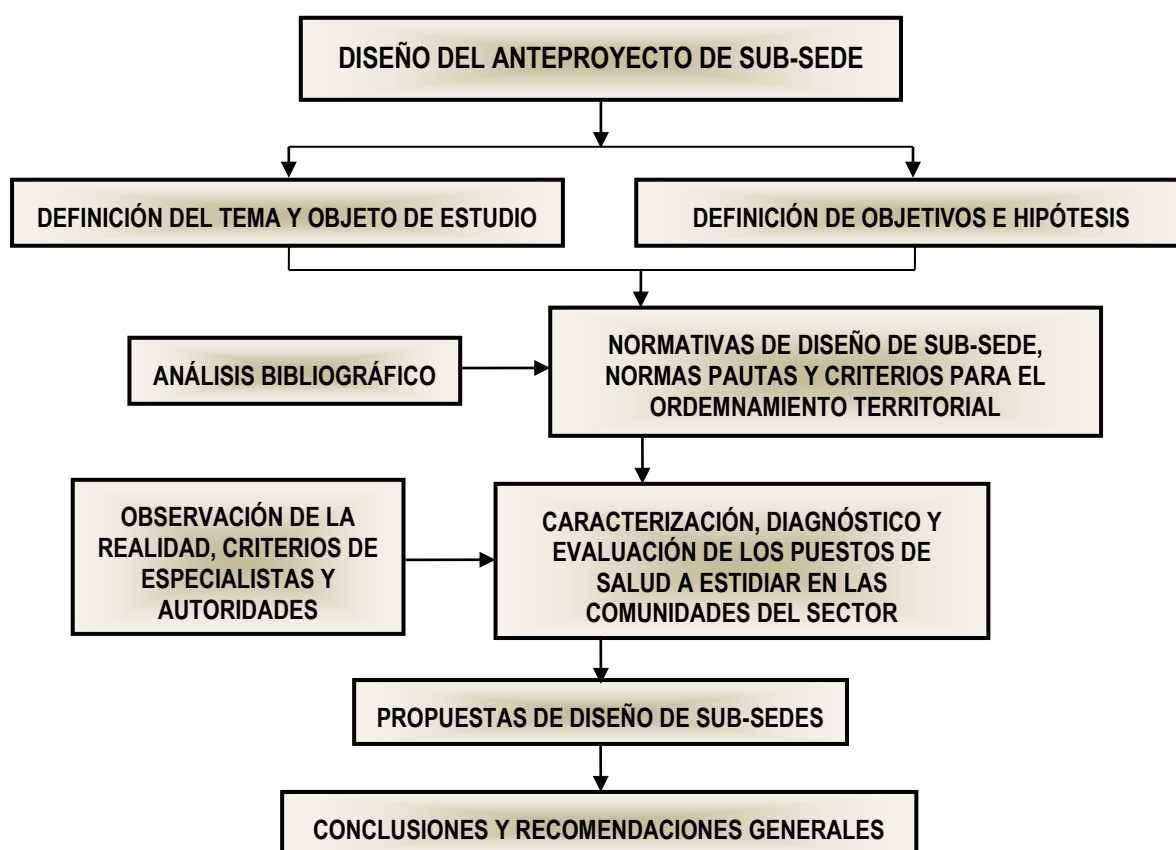 DISEÑO DEL ANTEPROYECTO DE SUB-SEDE
DEFINICIÓN DEL TEMA Y OBJETO DE ESTUDIO
DEFINICIÓN DE OBJETIVOS E HIPÓTESIS
ANÁLISIS BIBLIOGRÁFICO
NORMATIVAS DE DISEÑO DE SUB-SEDE,
NORMAS PAUTAS Y CRITERIOS PARA EL
ORDEMNAMIENTO TERRITORIAL
OBSERVACIÓN DE LA
REALIDAD, CRITERIOS DE
ESPECIALISTAS Y
AUTORIDADES
CARACTERIZACIÓN, DIAGNÓSTICO Y
EVALUACIÓN DE LOS PUESTOS DE
SALUD A ESTIDIAR EN LAS
COMUNIDADES DEL SECTOR
PROPUESTAS DE DISEÑO DE SUB-SEDES
CONCLUSIONES Y RECOMENDACIONES GENERALES